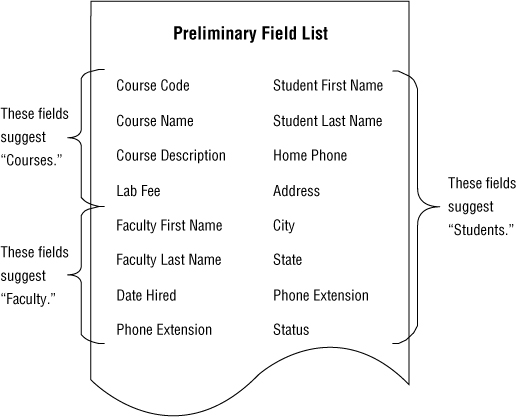 Preliminary Field List
These fields
suggest
“Courses.”
These fields
suggest
“Faculty.”
Course Code
Course Name
Course Description
Lab Fee
Faculty First Name
Faculty Last Name
Date Hired
Phone Extension
Student First Name
Student Last Name
Home Phone
Address
City
State
Phone Extension
Status
These fields
suggest
“Students.”